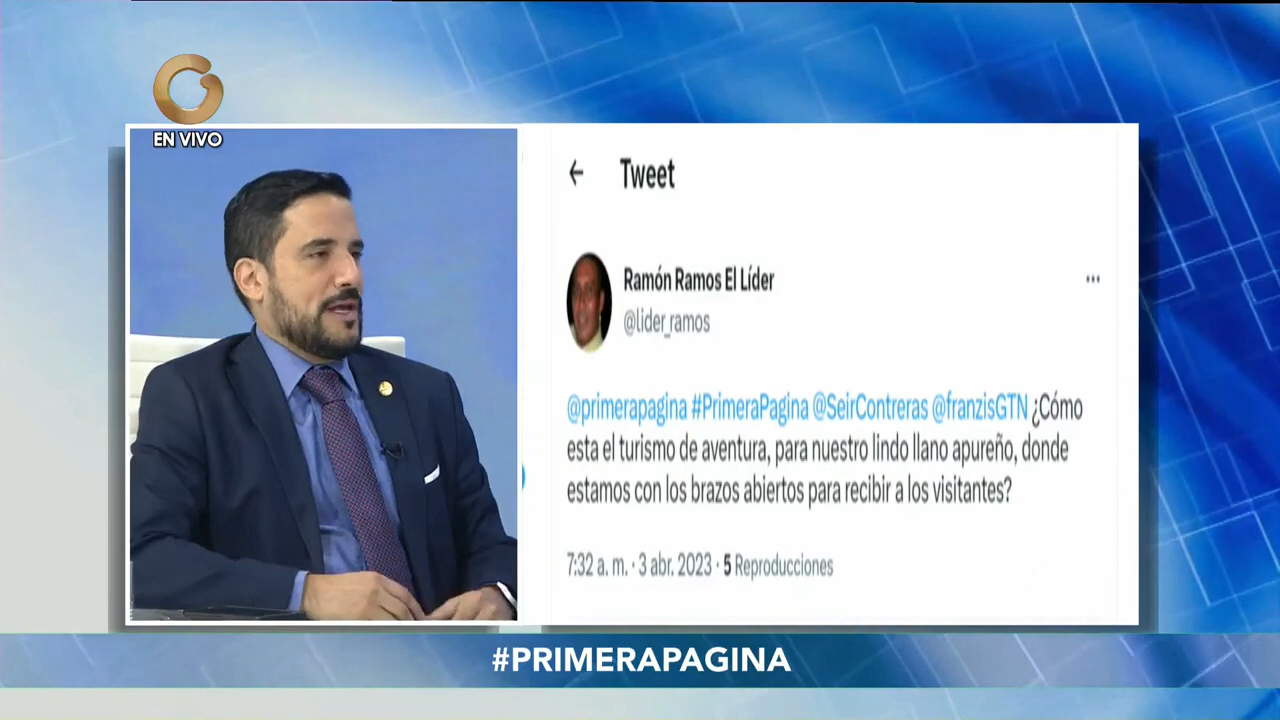 EN VIVO
Tweet
Ramón Ramos El Líder
@lider_ramos
@primerapagina #PrimeraPagina @SeirContreras @franzisGTN ¿Cómo
esta el turismo de aventura, para nuestro lindo llano apureño, donde
estamos con los brazos abiertos para recibir a los visitantes?
7:32 a. m. · 3 abr. 2023 · 5 Reproducciones
#PRIMERAPAGINA